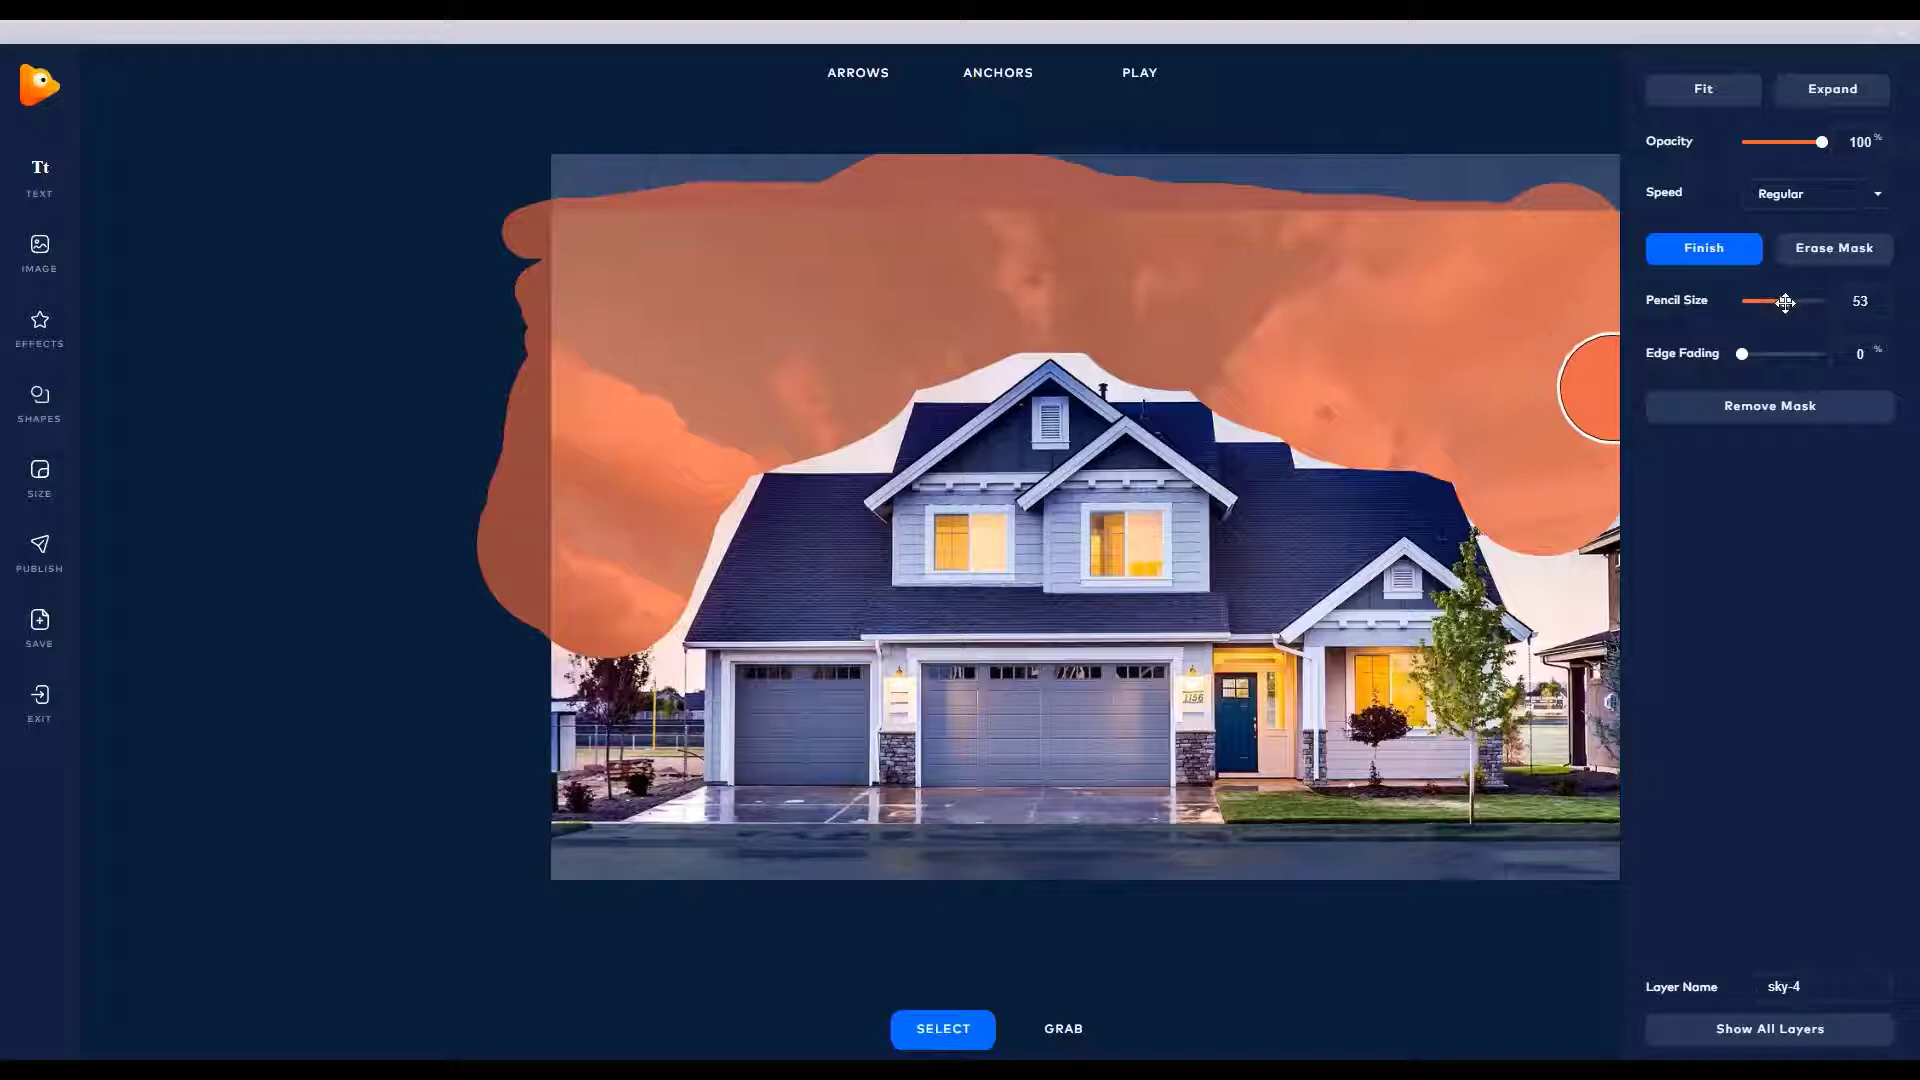 ARROWS ANCHORS PLAY
Tt
TEXT
IMAGE
EFFECTS
SHAPES
SIZE
PUBLISH
SAVE
EXIT
1156
Fit Expand
Opacity 100 %
Speed Regular
Finish Erase Mask
Pencil Size 53
Edge Fading 0 %
Remove Mask
Layer Name sky-4
Show All Layers
SELECT GRAB